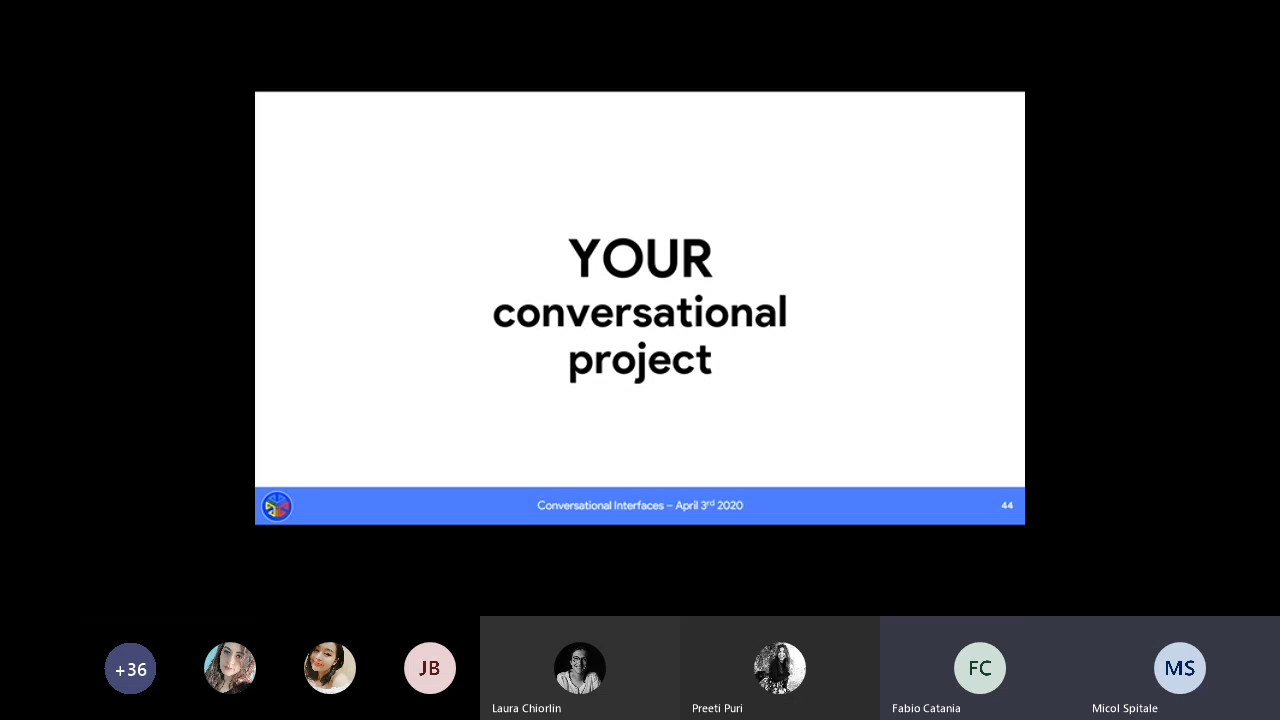 YOUR
conversational
project
Conversational Interfaces – April 3rd 2020
44
+36
JB
FC
MS
Laura Chiorlin
Preeti Puri
Fabio Catania
Micol Spitale